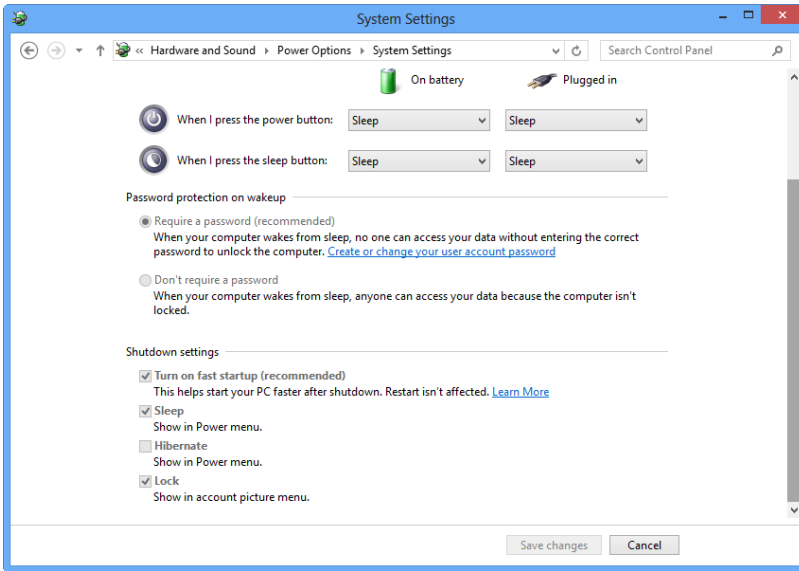 System Settings
« Hardware and Sound Power Options System Settings Search Control Panel
On battery Plugged in
When I press the power button: Sleep Sleep
When I press the sleep button: Sleep Sleep
Password protection on wakeup
Require a password (recommended)
When your computer wakes from sleep, no one can access your data without entering the correct
password to unlock the computer. Create or change your user account password
Don't require a password
When your computer wakes from sleep, anyone can access your data because the computer isn't
locked.
Shutdown settings
Turn on fast startup (recommended)
This helps start your PC faster after shutdown. Restart isn't affected. Learn More
Sleep
Show in Power menu.
Hibernate
Show in Power menu.
Lock
Show in account picture menu.
Save changes Cancel